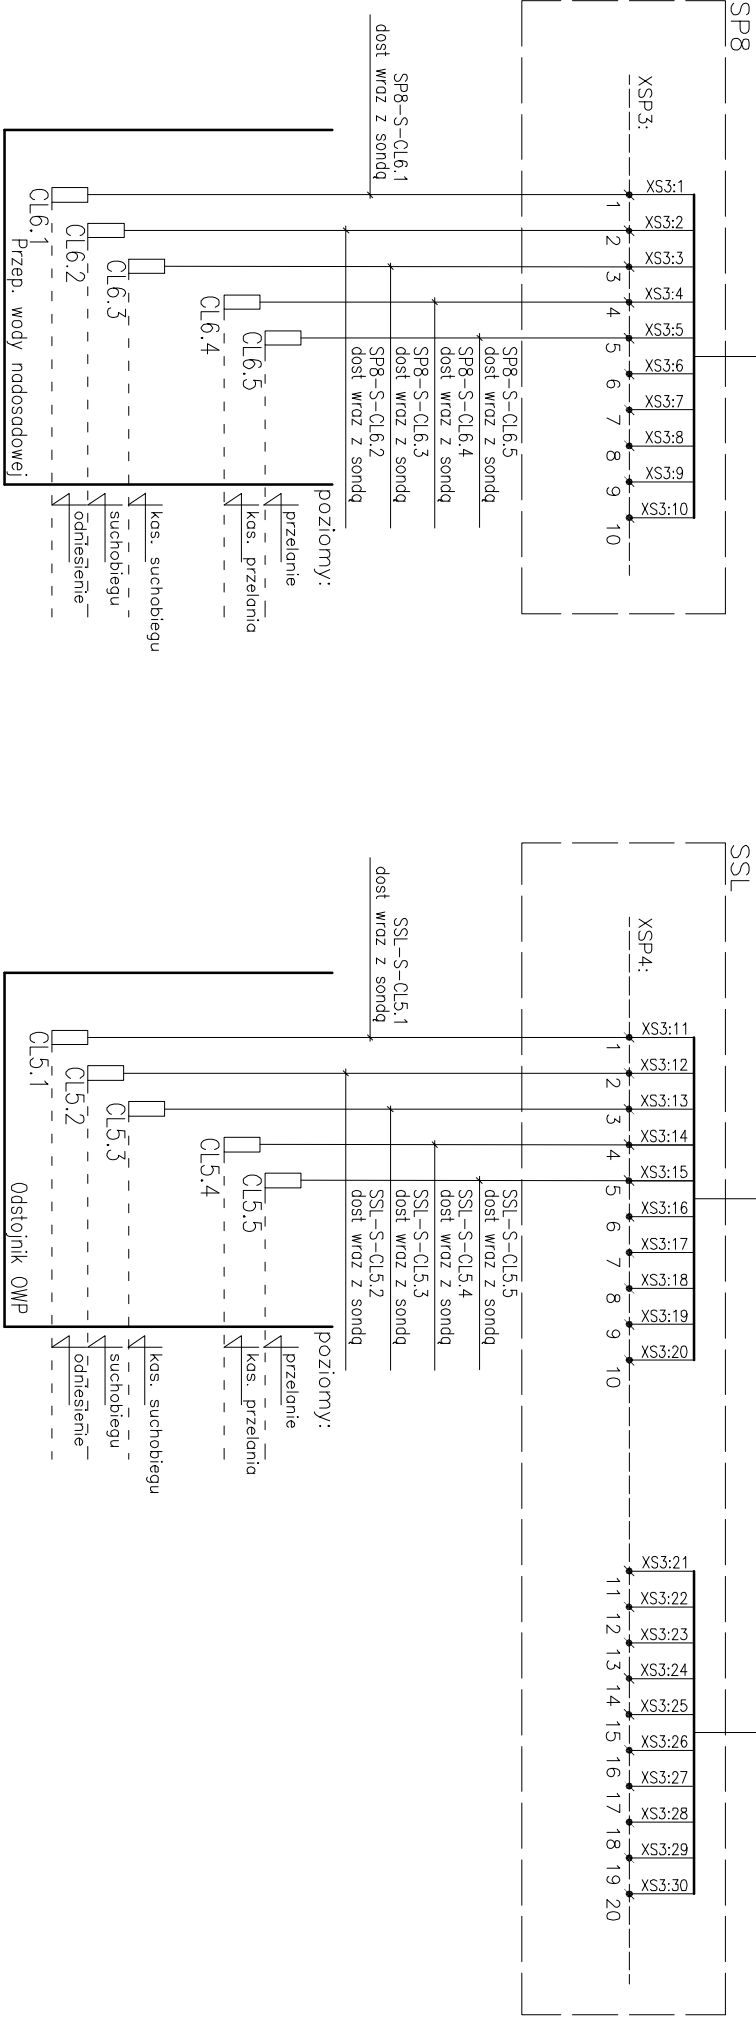 SP8
XSP3:
XS3:1
XS3:2
XS3:3
XS3:4
XS3:5
XS3:6
XS3:7
XS3:8
XS3:9
XS3:10
1
2
3
4
5
6
7
8
9
10
SP8-S-CL6.1
dost wraz z sondą
SP8-S-CL6.5
dost wraz z sondą
SP8-S-CL6.4
dost wraz z sondą
SP8-S-CL6.3
dost wraz z sondą
SP8-S-CL6.2
dost wraz z sondą
CL6.1
CL6.2
CL6.3
CL6.4
CL6.5
Przep. wody nadosadowej
poziomy:
przelanie
kas. przelania
kas. suchobiegu
suchobiegu
odniesienie
SSL
XSP4:
XS3:11
XS3:12
XS3:13
XS3:14
XS3:15
XS3:16
XS3:17
XS3:18
XS3:19
XS3:20
1
2
3
4
5
6
7
8
9
10
XS3:21
XS3:22
XS3:23
XS3:24
XS3:25
XS3:26
XS3:27
XS3:28
XS3:29
XS3:30
11
12
13
14
15
16
17
18
19
20
SSL-S-CL5.1
dost wraz z sondą
SSL-S-CL5.5
dost wraz z sondą
SSL-S-CL5.4
dost wraz z sondą
SSL-S-CL5.3
dost wraz z sondą
SSL-S-CL5.2
dost wraz z sondą
CL5.1
CL5.2
CL5.3
CL5.4
CL5.5
Odstojnik OWP
poziomy:
przelanie
kas. przelania
kas. suchobiegu
suchobiegu
odniesienie